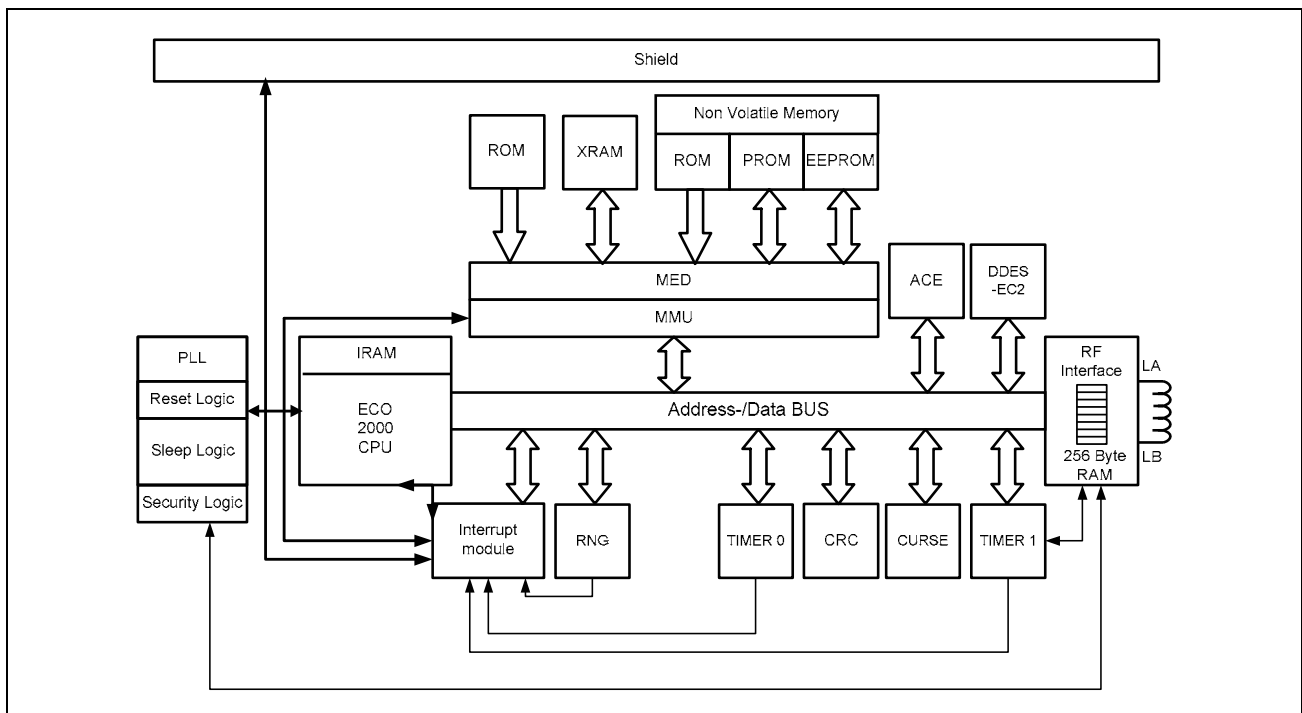 Shield
Non Volatile Memory
ROM
XRAM
ROM
PROM
EEPROM
MED
MMU
ACE
DDES
-EC2
PLL
Reset Logic
Sleep Logic
Security Logic
IRAM
ECO
2000
CPU
Address-/Data BUS
RF
Interface
256 Byte
RAM
LA
LB
Interrupt
module
RNG
TIMER 0
CRC
CURSE
TIMER 1